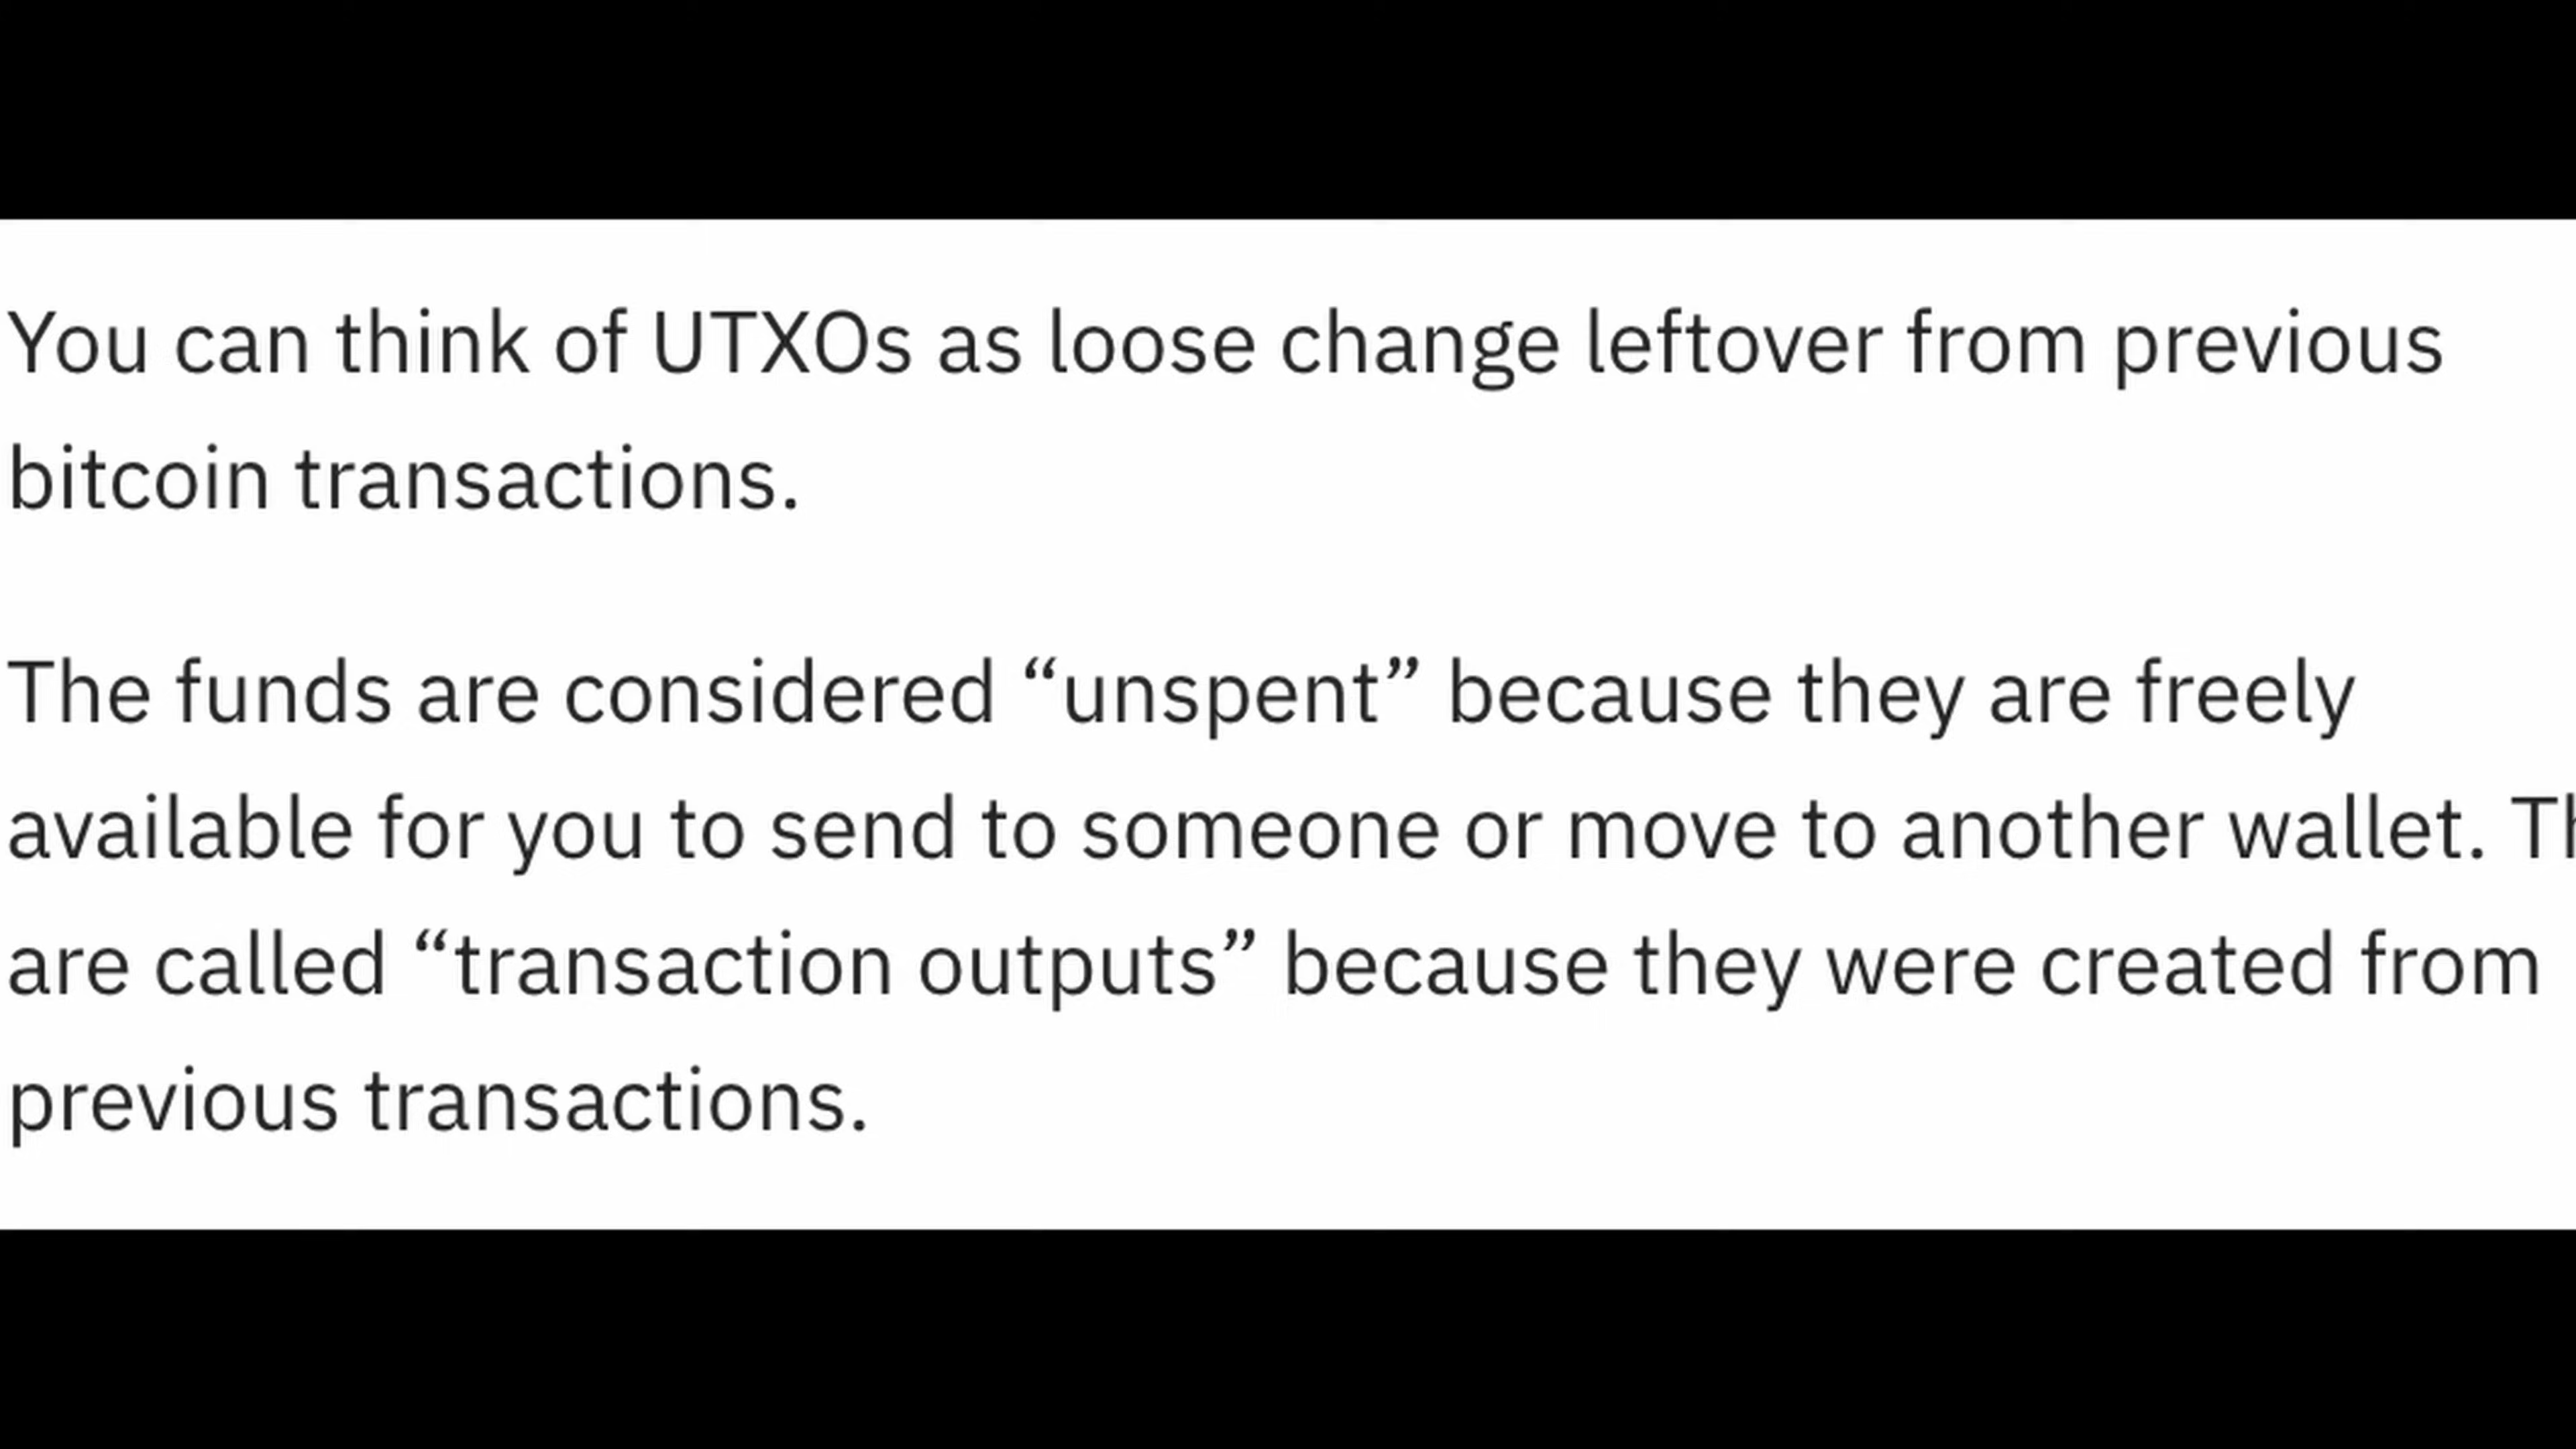 You can think of UTXOs as loose change leftover from previous
bitcoin transactions.
The funds are considered “unspent” because they are freely
available for you to send to someone or move to another wallet.
are called “transaction outputs” because they were created from
previous transactions.